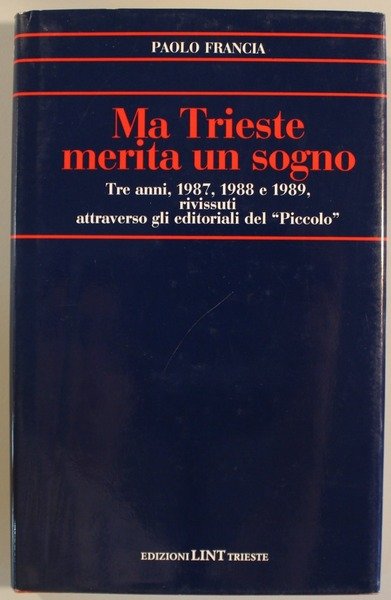 PAOLO FRANCIA
Ma Trieste
merita un sogno
Tre anni, 1987, 1988 e 1989,
rivissuti
attraverso gli editoriali del “Piccolo”
EDIZIONI LINT TRIESTE